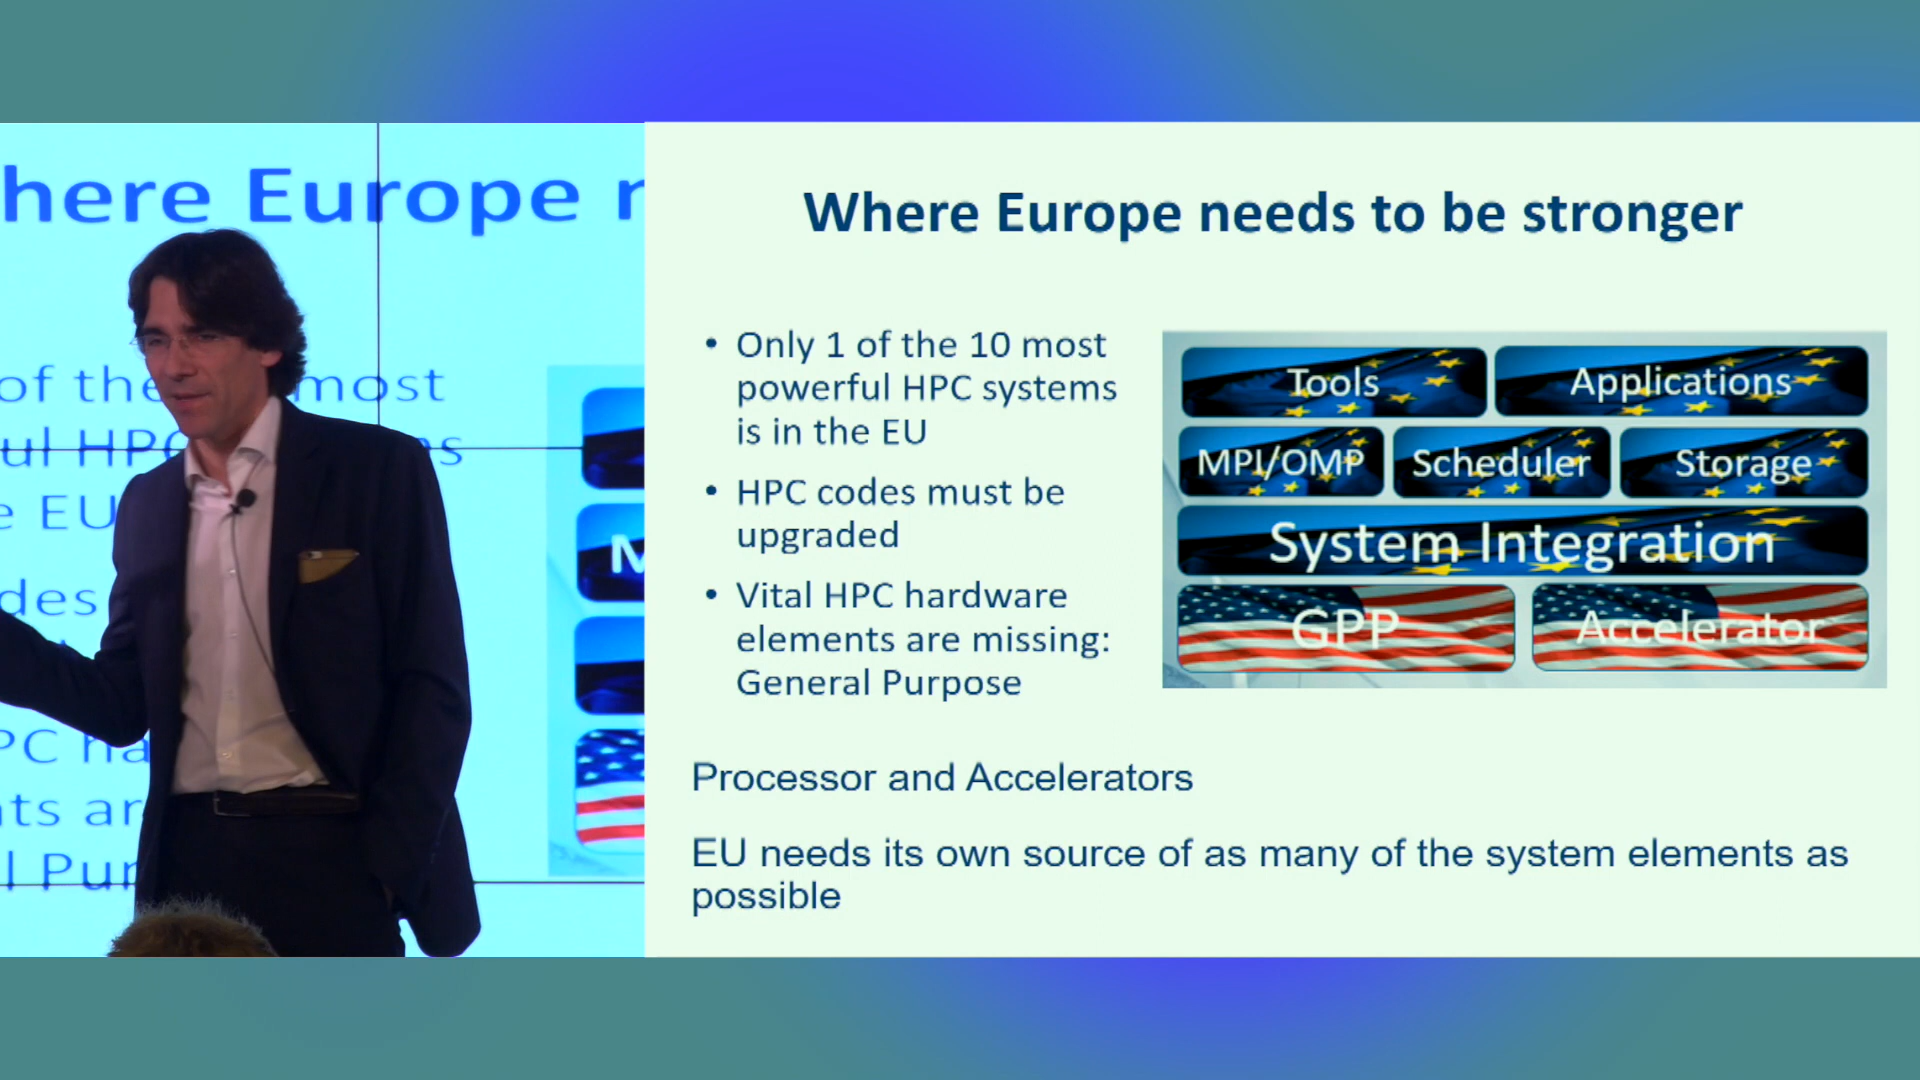 here Europe
of the most
ul HPC s
e EU
des
PC ha
ts ar
l Pur
M
Where Europe needs to be stronger
• Only 1 of the 10 most
powerful HPC systems
is in the EU
• HPC codes must be
upgraded
• Vital HPC hardware
elements are missing:
General Purpose
Processor and Accelerators
EU needs its own source of as many of the system elements as
possible
Tools Applications
MPI/OMP Scheduler Storage
System Integration
GPP Accelerator